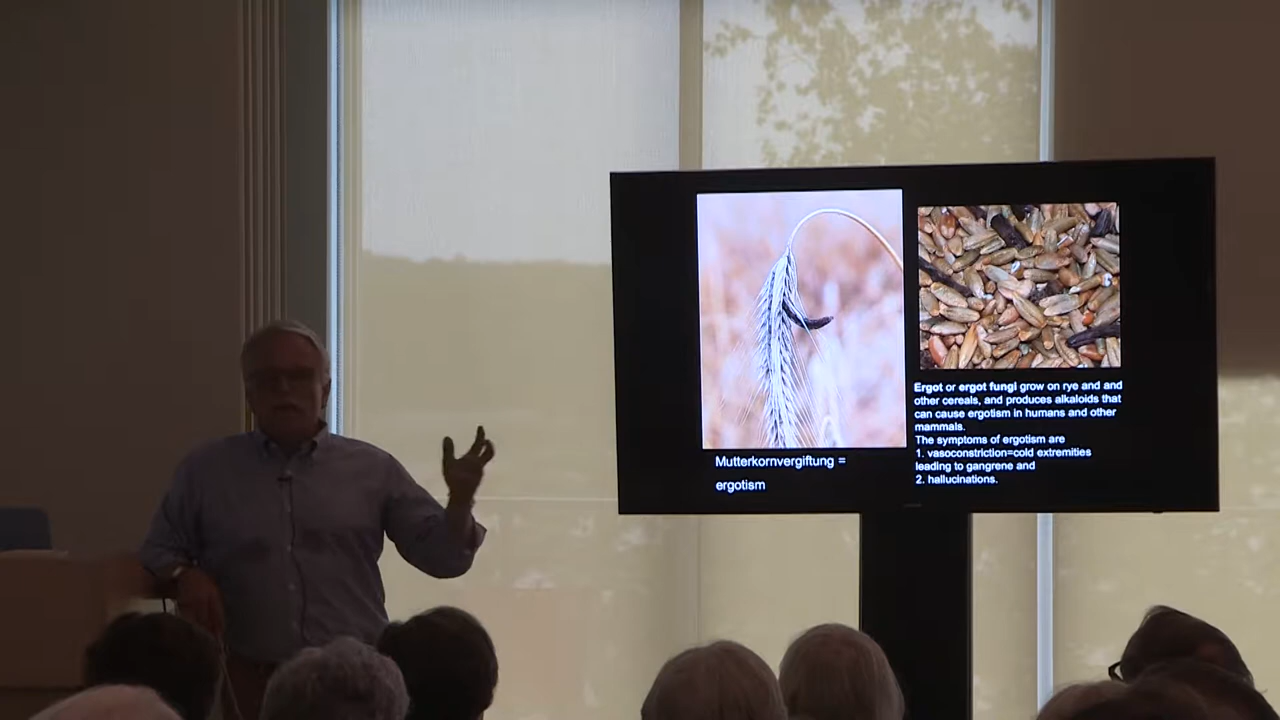 Mutterkornvergiftung =
ergotism
Ergot or ergot fungi grow on rye and and
other cereals, and produces alkaloids that
can cause ergotism in humans and other
mammals.
The symptoms of ergotism are
1. vasoconstriction=cold extremities
leading to gangrene and
2. hallucinations.